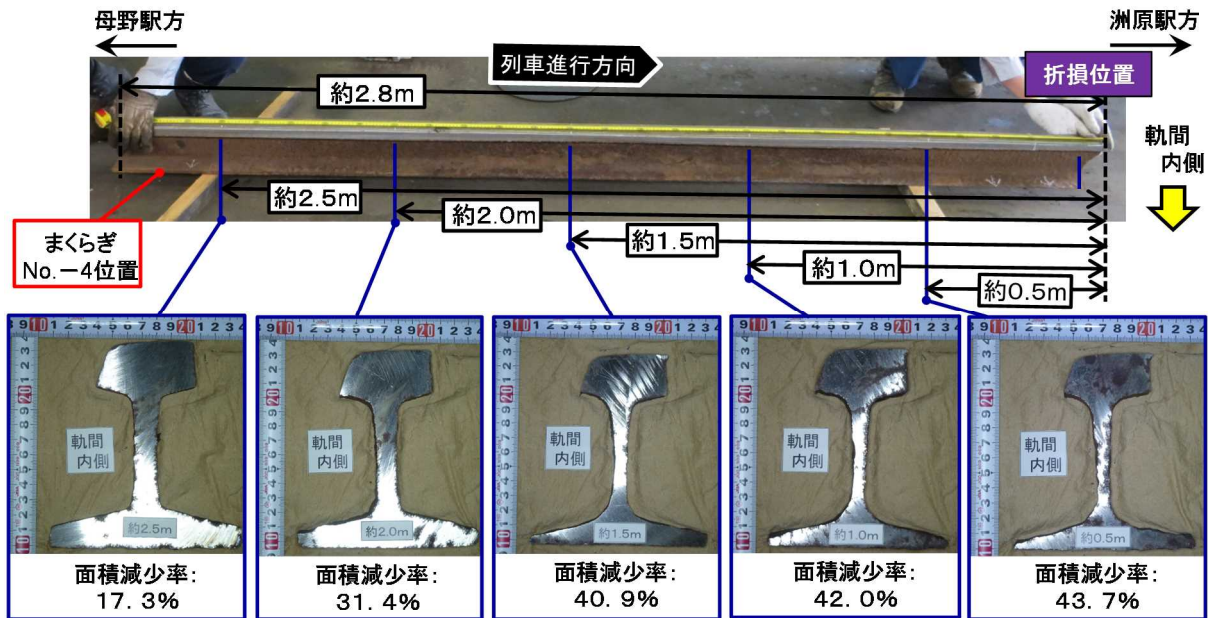 母野駅方
洲原駅方
列車進行方向
折損位置
約2.8m
軌間
内側
約2.5m
約2.0m
約1.5m
約1.0m
約0.5m
まくらぎ
No.-4位置
軌間
内側
約2.5m
軌間
内側
約2.0m
軌間
内側
約1.5m
軌間
内側
約1.0m
軌間
内側
約0.5m
面積減少率:
17.3%
面積減少率:
31.4%
面積減少率:
40.9%
面積減少率:
42.0%
面積減少率:
43.7%